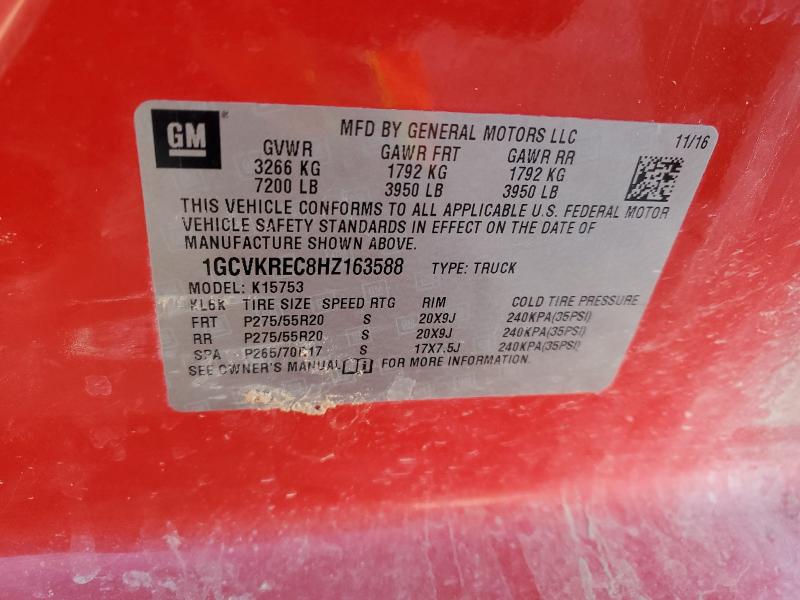 GM®
MFD BY GENERAL MOTORS LLC
11/16
GVWR GAWR FRT GAWR RR
3266 KG 1792 KG 1792 KG
7200 LB 3950 LB 3950 LB
THIS VEHICLE CONFORMS TO ALL APPLICABLE U.S. FEDERAL MOTOR
VEHICLE SAFETY STANDARDS IN EFFECT ON THE DATE OF
MANUFACTURE SHOWN ABOVE.
1GCVKREC8HZ163588 TYPE: TRUCK
MODEL: K15753
KL6K TIRE SIZE SPEED RTG RIM COLD TIRE PRESSURE
FRT P275/55R20 S 20X9J 240KPA(35PSI)
RR P275/55R20 S 20X9J 240KPA(35PSI)
SPA P265/70R17 S 17X7.5J 240KPA(35PSI)
SEE OWNER'S MANUAL FOR MORE INFORMATION.